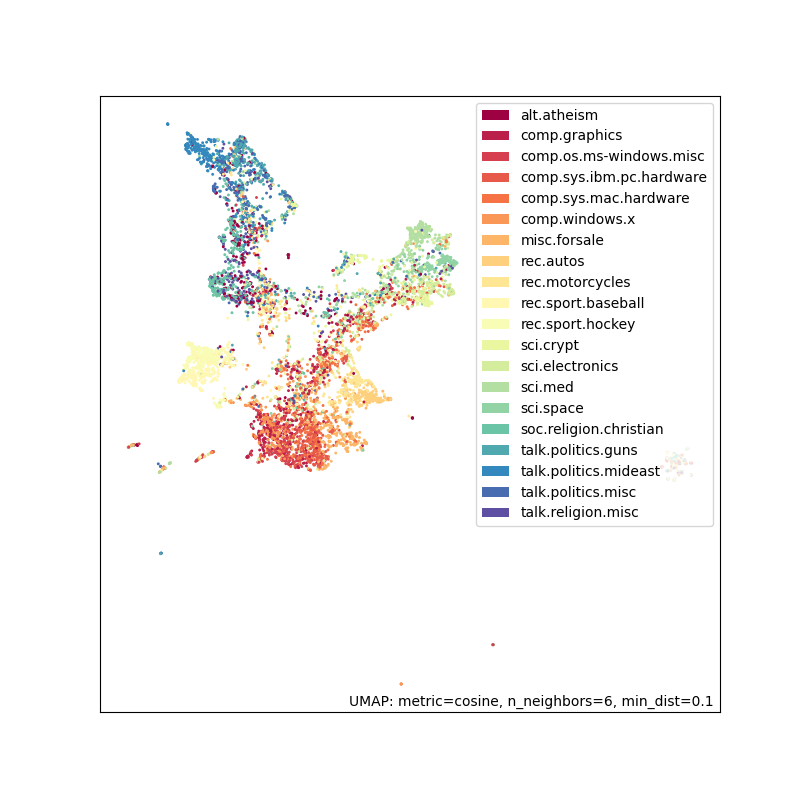 alt.atheism
comp.graphics
comp.os.ms-windows.misc
comp.sys.ibm.pc.hardware
comp.sys.mac.hardware
comp.windows.x
misc.forsale
rec.autos
rec.motorcycles
rec.sport.baseball
rec.sport.hockey
sci.crypt
sci.electronics
sci.med
sci.space
soc.religion.christian
talk.politics.guns
talk.politics.mideast
talk.politics.misc
talk.religion.misc
UMAP: metric=cosine, n_neighbors=6, min_dist=0.1